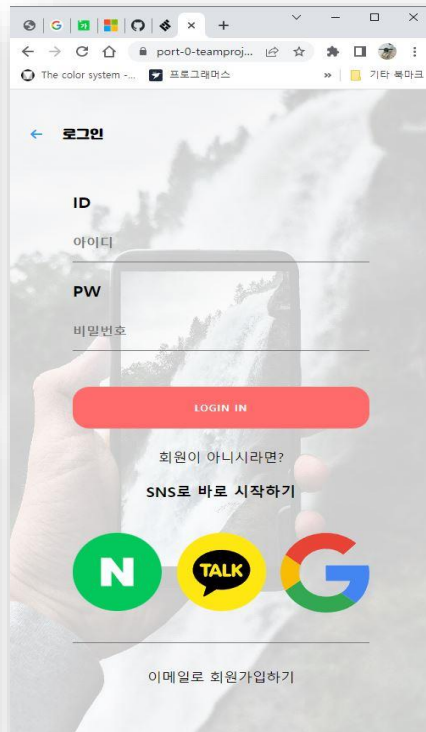 port-0-teamproj...
The color system -...
프로그래머스
»
기타 북마크
로그인
ID
아이디
PW
비밀번호
LOGIN IN
회원이 아니시라면?
SNS로 바로 시작하기
N
TALK
G
이메일로 회원가입하기